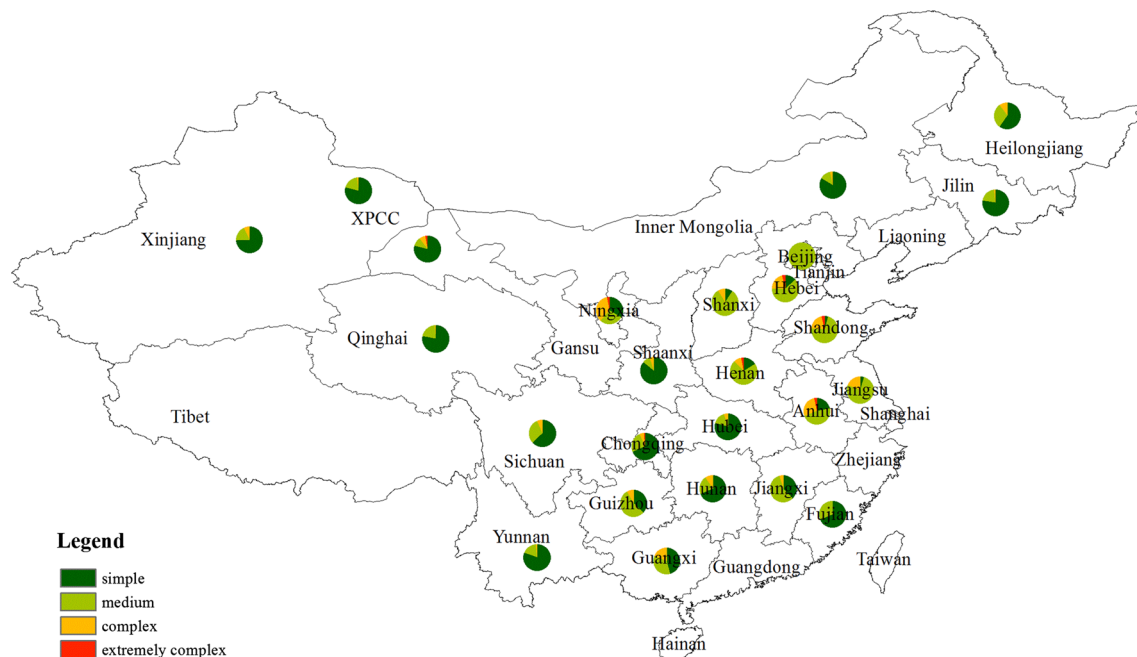 Heilongjiang
Jilin
XPCC
Inner Mongolia
Liaoning
Xinjiang
Beijing
Tianjin
Hebei
Shanxi
Ningxia
Shandong
Qinghai
Gansu
Shaanxi
Henan
Jiangsu
Tibet
Anhui
Shanghai
Hubei
Chongqing
Sichuan
Zhejiang
Hunan
Jiangxi
Guizhou
Fujian
Yunnan
Guangxi
Guangdong
Taiwan
Hainan
Legend
simple
medium
complex
extremely complex